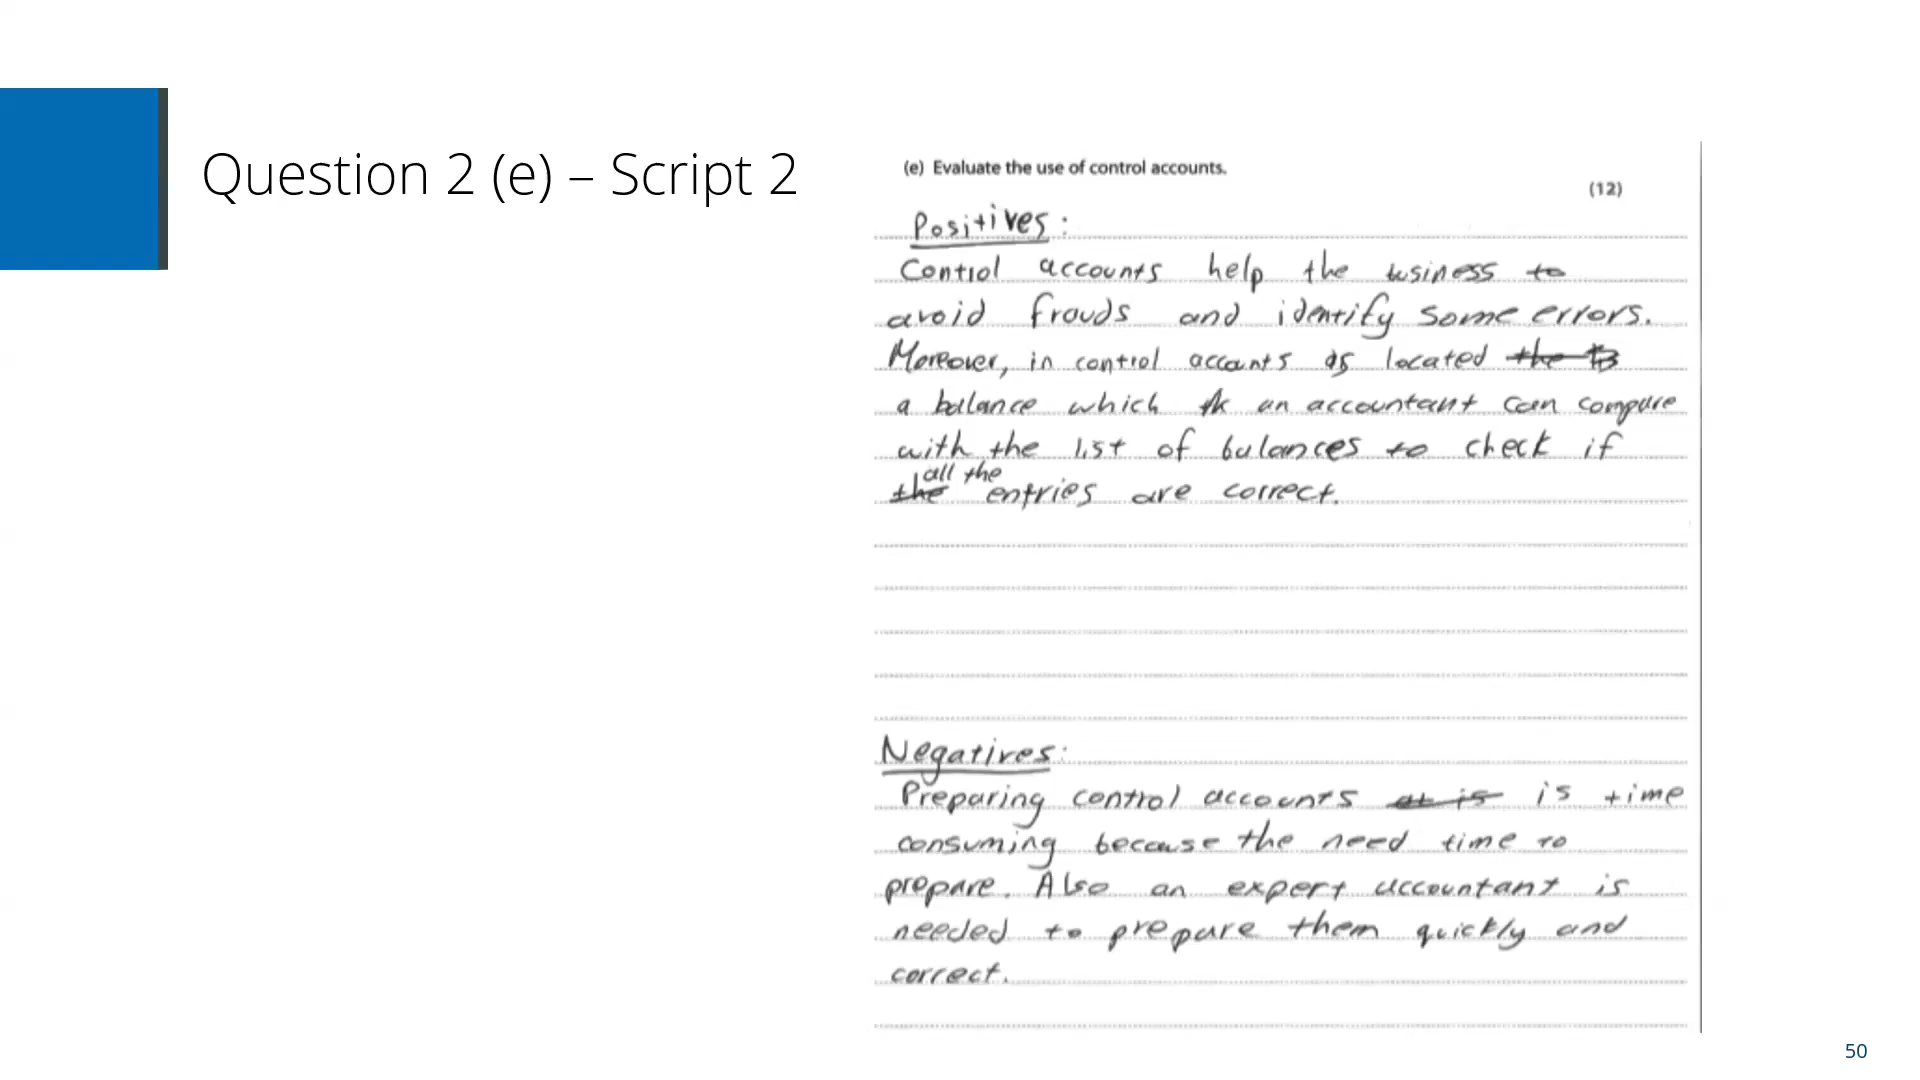 Question 2 (e) – Script 2
(e) Evaluate the use of control accounts.
(12)
Positives:
Control accounts help the business to
avoid frauds and identify some errors.
Moreover, in control accounts is located
a balance which an accountant can compare
with the list of balances to check if
all the
entries are correct.
Negatives:
Preparing control accounts is time
consuming because the need time to
prepare. Also an expert accountant is
needed to prepare them quickly and
correct.
50